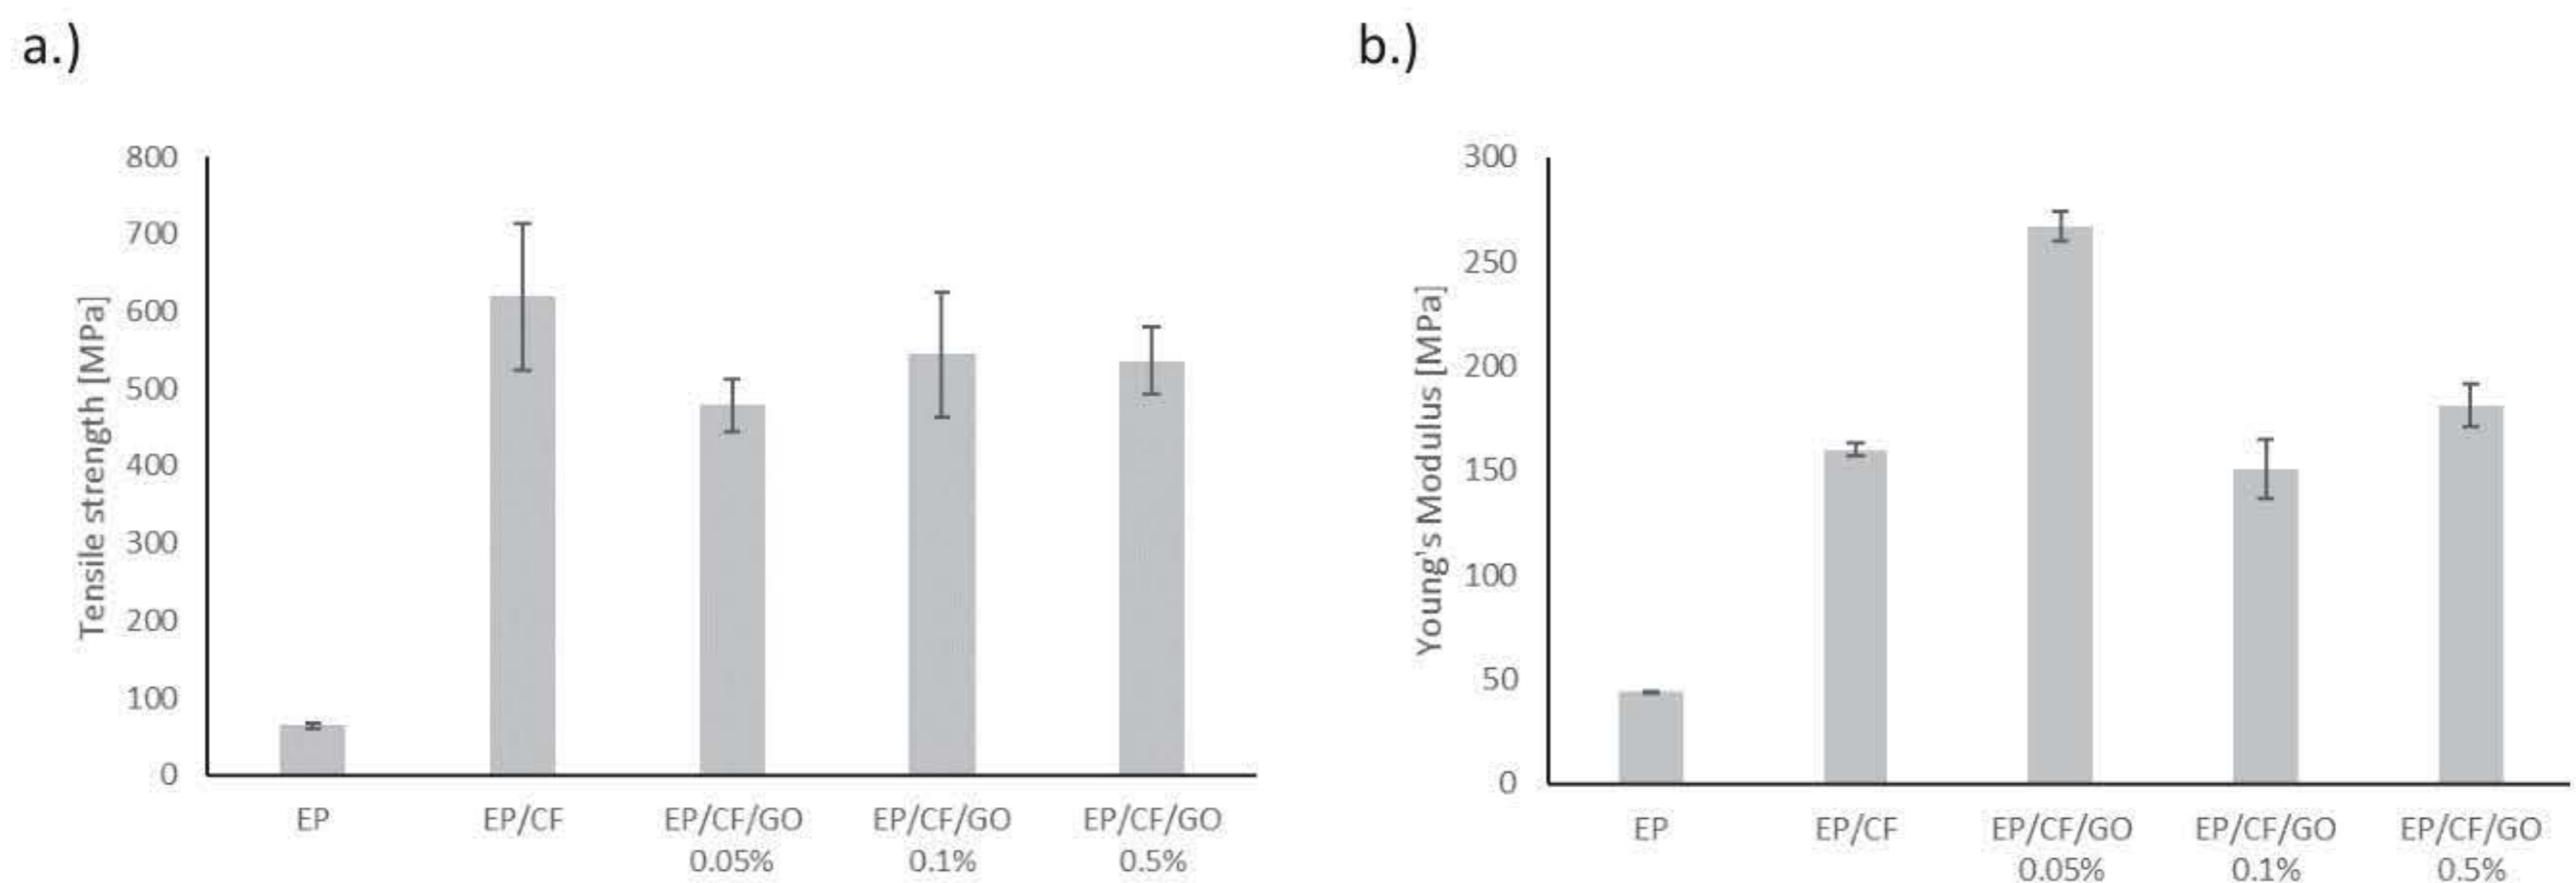 a.)
Tensile strength [MPa]
800
700
600
500
400
300
200
100
0
EP
EP/CF
EP/CF/GO
0.05%
EP/CF/GO
0.1%
EP/CF/GO
0.5%
b.)
Young's Modulus [MPa]
300
250
200
150
100
50
0
EP
EP/CF
EP/CF/GO
0.05%
EP/CF/GO
0.1%
EP/CF/GO
0.5%